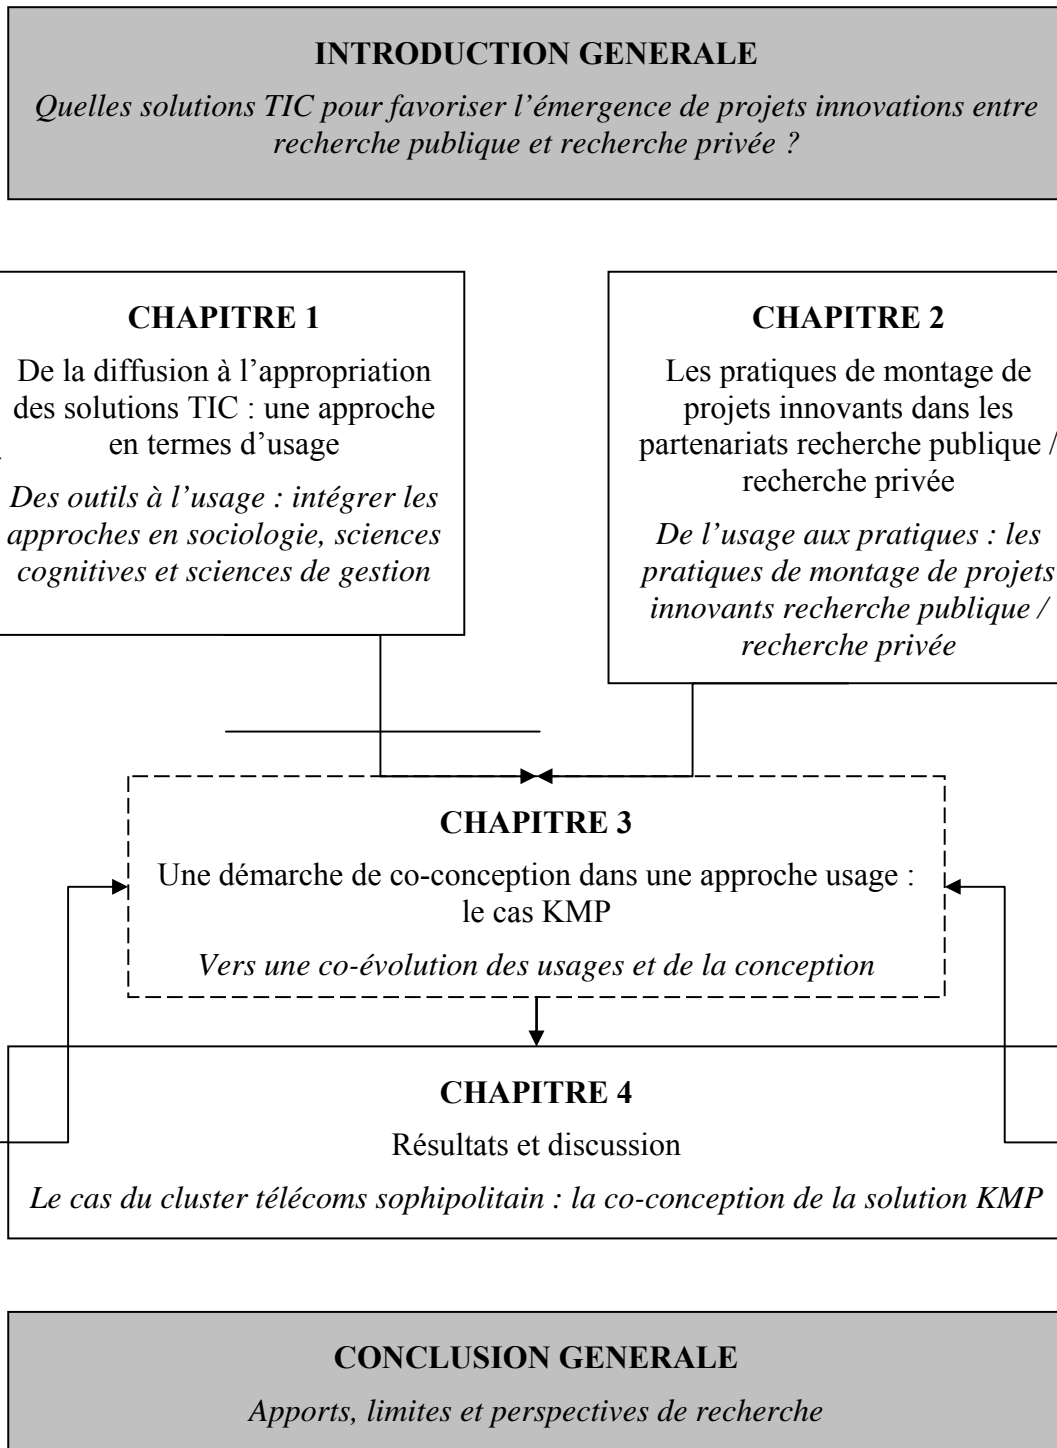 INTRODUCTION GENERALE
Quelles solutions TIC pour favoriser l’émergence de projets innovations entre
recherche publique et recherche privée ?
CHAPITRE 1
De la diffusion à l’appropriation
des solutions TIC : une approche
en termes d’usage
Des outils à l’usage : intégrer les
approches en sociologie, sciences
cognitives et sciences de gestion
CHAPITRE 2
Les pratiques de montage de
projets innovants dans les
partenariats recherche publique /
recherche privée
De l’usage aux pratiques : les
pratiques de montage de projets
innovants recherche publique /
recherche privée
CHAPITRE 3
Une démarche de co-conception dans une approche usage :
le cas KMP
Vers une co-évolution des usages et de la conception
CHAPITRE 4
Résultats et discussion
Le cas du cluster télécoms sophipolitain : la co-conception de la solution KMP
CONCLUSION GENERALE
Apports, limites et perspectives de recherche